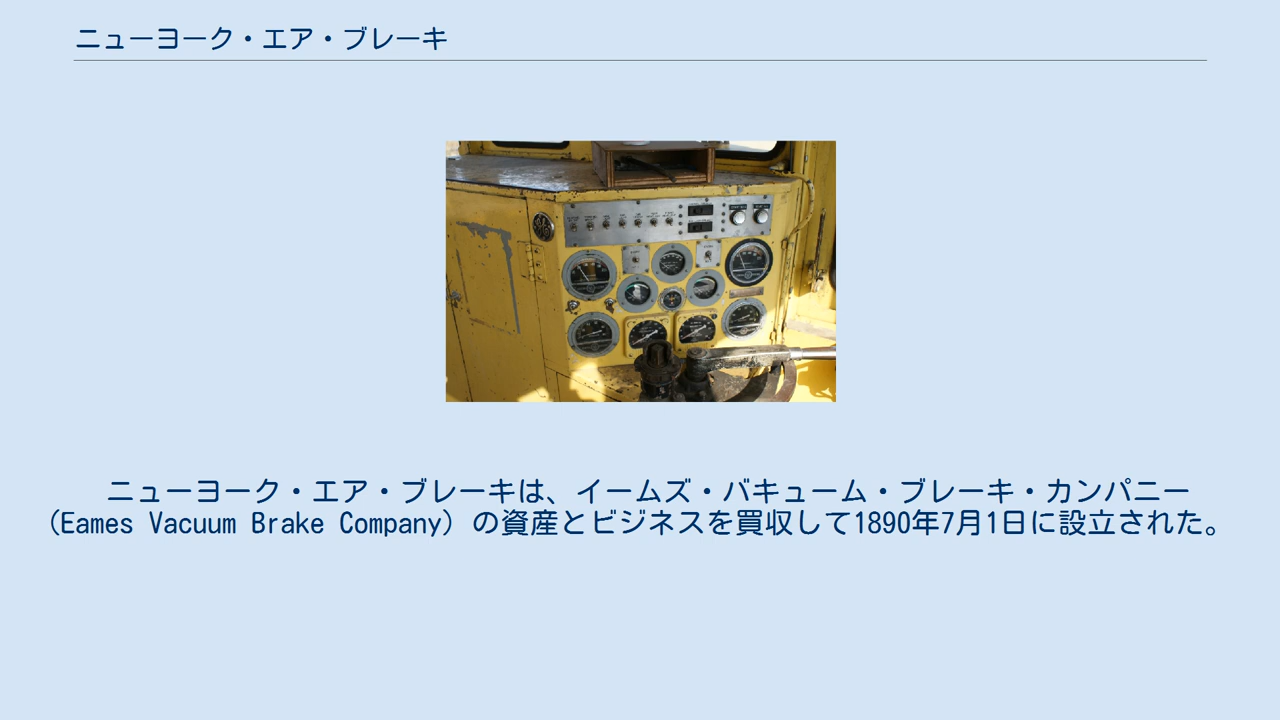 ニューヨーク・エア・ブレーキ
ニューヨーク・エア・ブレーキは、イームズ・バキューム・ブレーキ・カンパニー
（Eames Vacuum Brake Company）の資産とビジネスを買収して1890年7月1日に設立された。